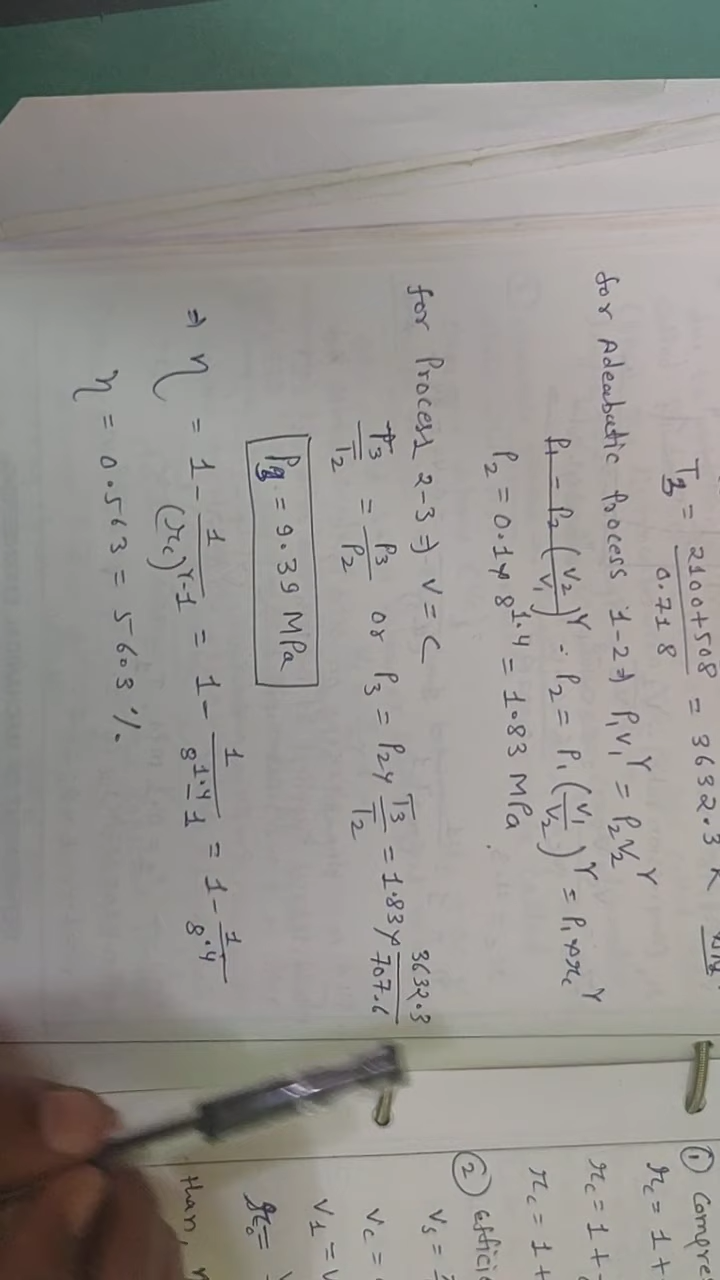 T3 = 2100+508 / 0.718 = 3632.3 K
for Adeabatic Process 1-2⇒ P1V1^γ = P2V2^γ
P1 = P2 (V2/V1)^γ = P2 = P1 (V1/V2)^γ = P1 × rc^γ
P2 = 0.1 × 8^1.4 = 1.83 MPa
for Process 2-3 ⇒ V = C
T3/T2 = P3/P2 or P3 = P2 × T3/T2 = 1.83 × 3632.3/707.6
P3 = 9.39 MPa
⇒ η = 1 - 1/(rc)^γ-1 = 1 - 1/8^1.4-1 = 1 - 1/8^.4
η = 0.563 = 56.3 %
① Compre
rc = 1 +
rc = 1 +
rc = 1 +
② effici
Vs =
Vc =
V1 =
than,